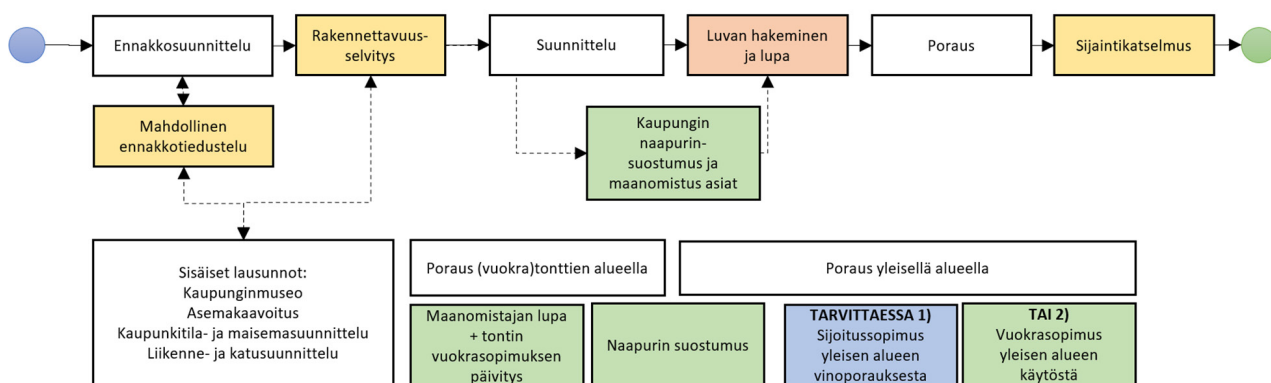 Ennakkosuunnittelu
Rakennettavuus-
selvitys
Suunnittelu
Luvan hakeminen
ja lupa
Poraus
Sijaintikatselmus
Mahdollinen
ennakkotiedustelu
Kaupungin
naapurin-
suostumus ja
maanomistus asiat
Sisäiset lausunnot:
Kaupunginmuseo
Asemakaavoitus
Kaupunkitila- ja maisemasuunnittelu
Liikenne- ja katusuunnittelu
Poraus (vuokra)tonttien alueella
Poraus yleisellä alueella
Maanomistajan lupa
+ tontin
vuokrasopimuksen
päivitys
Naapurin suostumus
TARVITTAESSA 1)
Sijoitussopimus
yleisen alueen
vinoporauksesta
TAI 2)
Vuokrasopimus
yleisen alueen
käytöstä